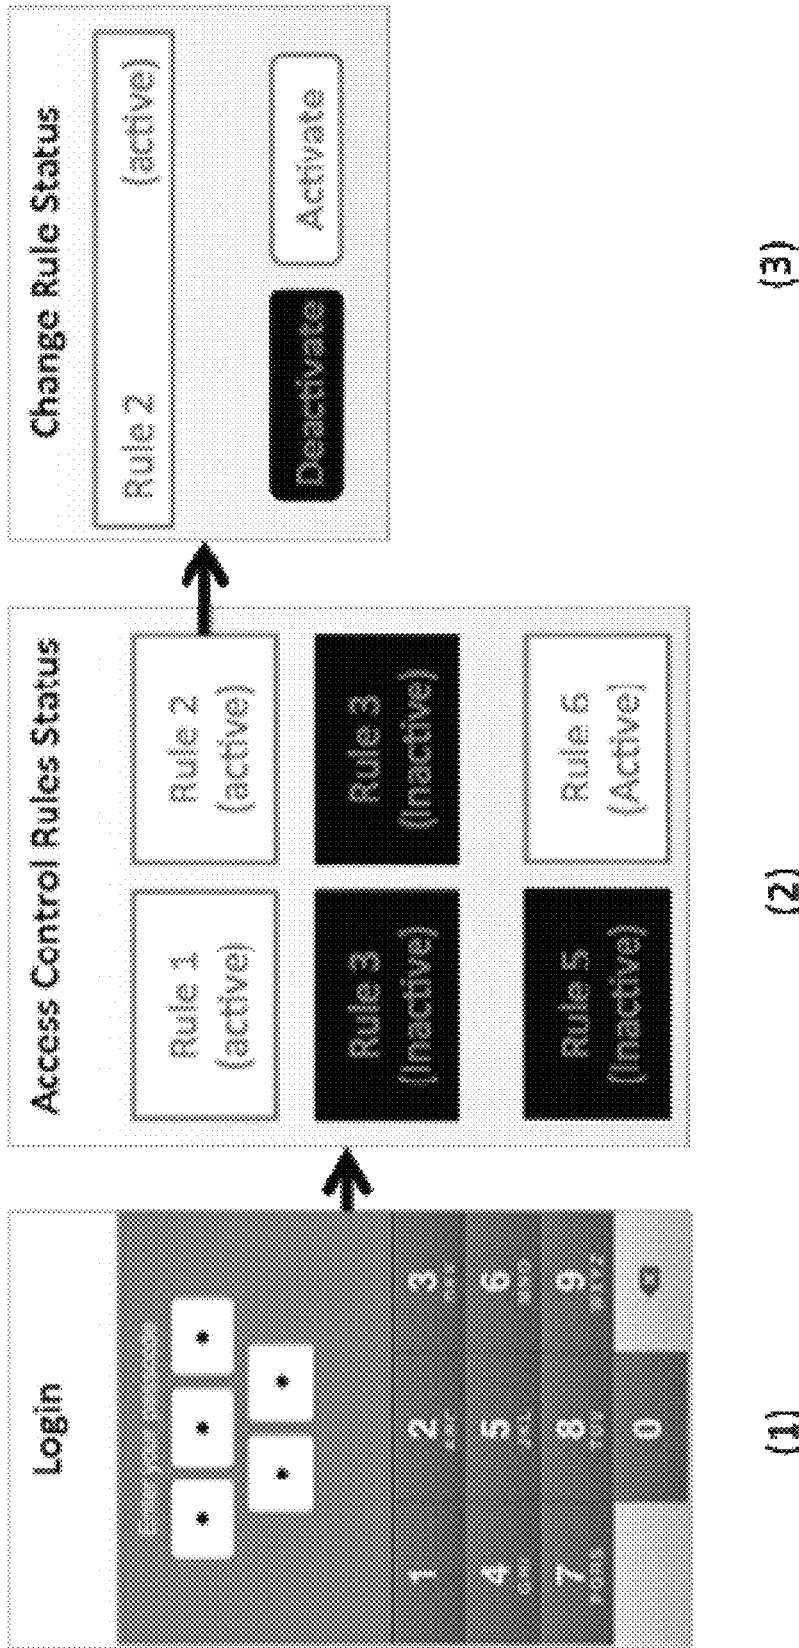 Login
1
2
3
4
5
6
7
8
9
0
(1)
Access Control Rules Status
Rule 1
(active)
Rule 2
(active)
Rule 3
(Inactive)
Rule 3
(Inactive)
Rule 5
(Inactive)
Rule 6
(Active)
(2)
Change Rule Status
Rule 2 (active)
Deactivate
Activate
(3)